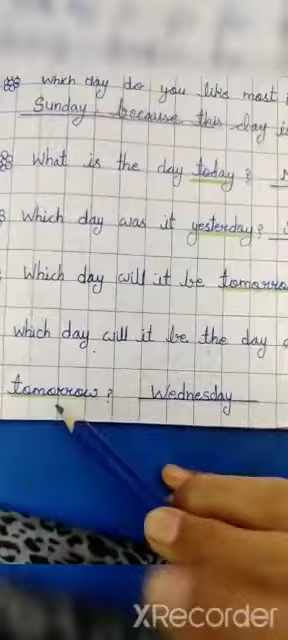 Which day do you like most
Sunday, because this day is
What is the day today?
Which day was it yesterday?
Which day will it be tomorrow
Which day will it be the day
tomorrow? Wednesday
XRecorder